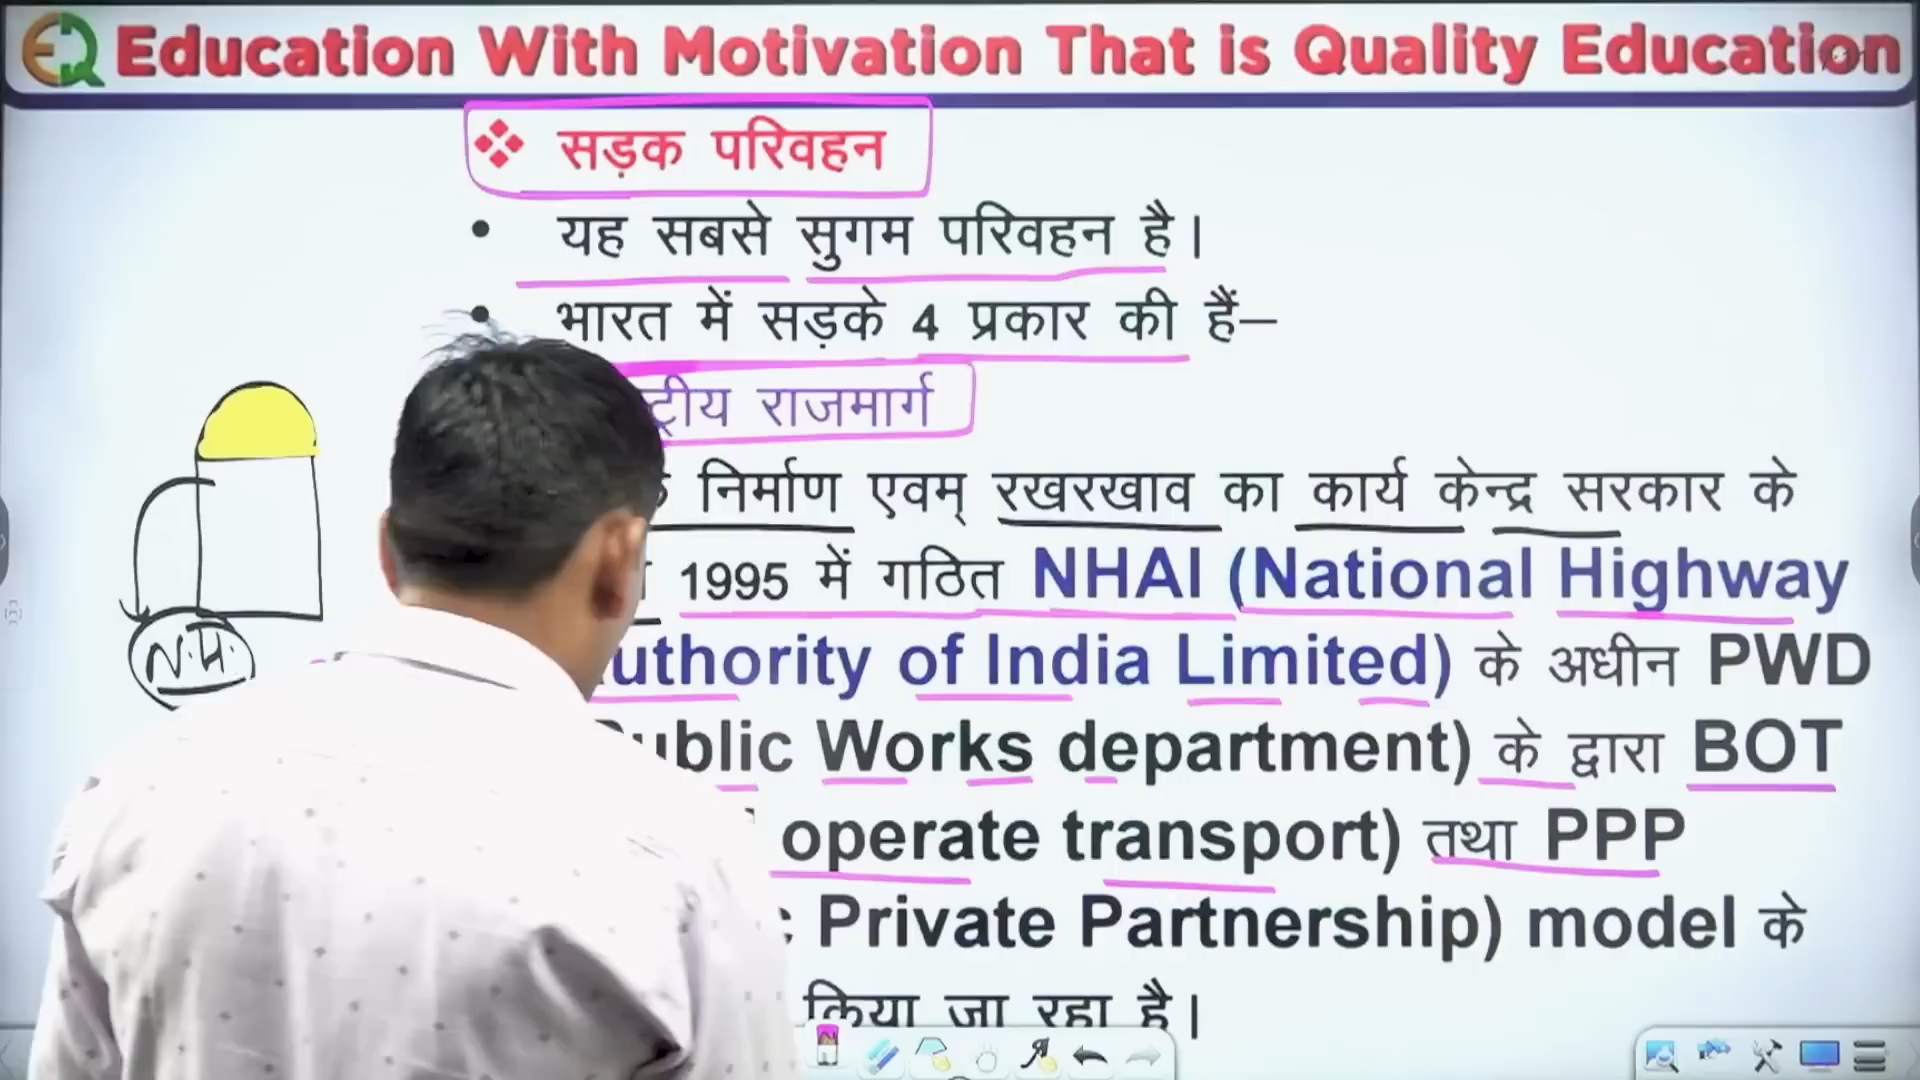 Education With Motivation That is Quality Education
❖ सड़क परिवहन
• यह सबसे सुगम परिवहन है।
• भारत में सड़के 4 प्रकार की हैं–
राजमार्ग
निर्माण एवम् रखरखाव का कार्य केन्द्र सरकार के
1995 में गठित NHAI (National Highway
of India Limited) के अधीन PWD
N.H.
Works department) के द्वारा BOT
operate transport) तथा PPP
Private Partnership) model के
किया जा रहा है।